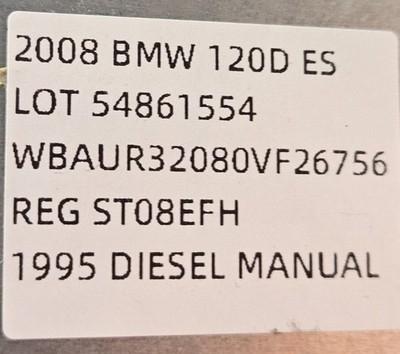 2008 BMW 120D ES
LOT 54861554
WBAUR32080VF26756
REG ST08EFH
1995 DIESEL MANUAL